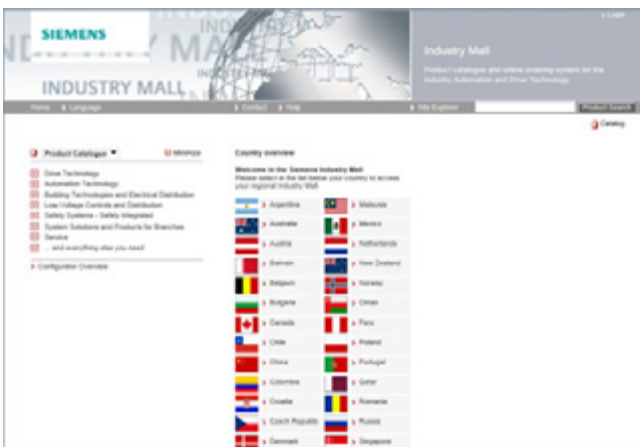 SIEMENS
INDUSTRY MALL
Login
Industry Mall
Product catalogue and online ordering system for the
Industry Automation and Drive Technology.
Home
Language
Contact
Help
Site Explorer
Product Search
Catalog
Product Catalogue
Minimize
Drive Technology
Automation Technology
Building Technologies and Electrical Distribution
Low-Voltage Controls and Distribution
Safety Systems - Safety Integrated
System Solutions and Products for Branches
Service
... and everything else you need
Configurator Overview
Country overview
Welcome in the Siemens Industry Mall
Please select in the list below your country to access
your regional Industry Mall.
Argentina
Malaysia
Australia
Mexico
Austria
Netherlands
Bahrain
New Zealand
Belgium
Norway
Bulgaria
Oman
Canada
Peru
Chile
Poland
China
Portugal
Colombia
Qatar
Croatia
Romania
Czech Republic
Russia
Denmark
Singapore